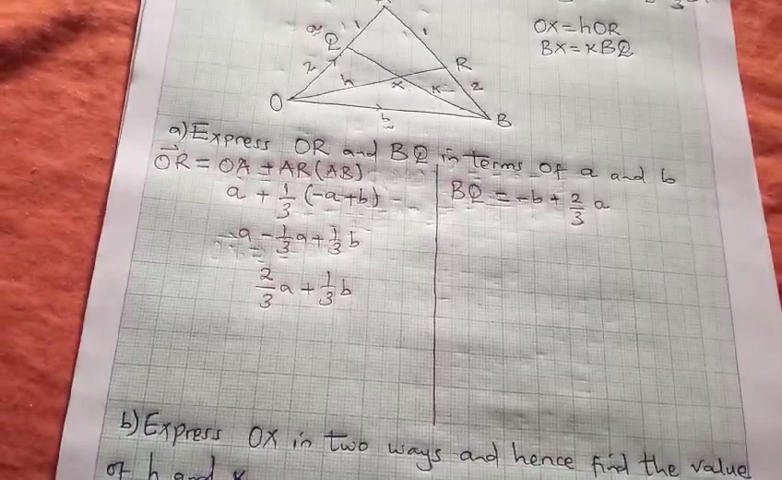 OX = hOR
BX = KBQ
Q
2
h
x
K
R
2
O
b
B
a) Express OR and BQ in terms of a and b
OR = OA + AR(AB)
a + 1/3 (-a+b)
a - 1/3 a + 1/3 b
2/3 a + 1/3 b
BQ = -b + 2/3 a
b) Express OX in two ways and hence find the value
of h and K